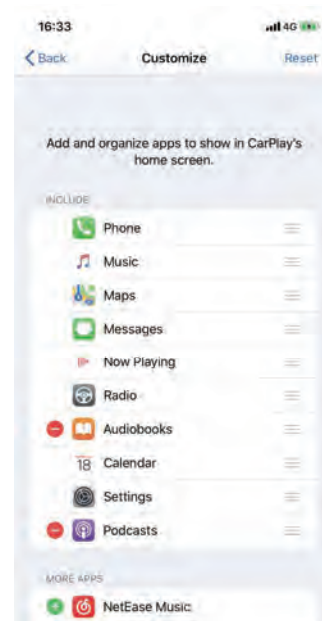 16:33
4G
Back
Customize
Reset
Add and organize apps to show in CarPlay's
home screen.
INCLUDE
Phone
Music
Maps
Messages
Now Playing
Radio
Audiobooks
18 Calendar
Settings
Podcasts
MORE APPS
NetEase Music